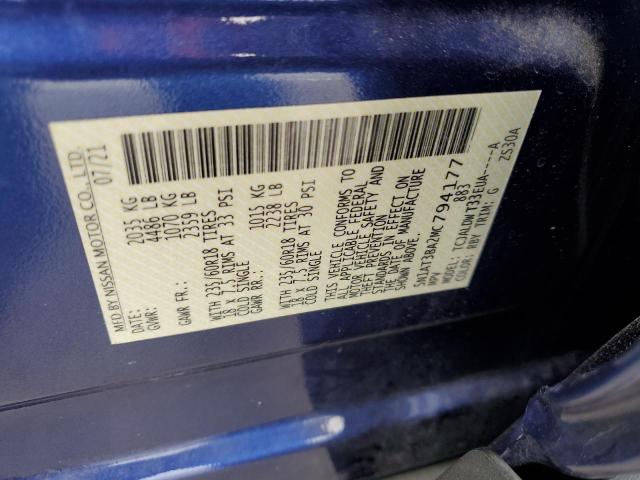 MFD BY NISSAN MOTOR CO., LTD.
DATE: 07/21
GVWR: 2035 KG
4486 LB
GAWR FR.: 1070 KG
2359 LB
WITH 235/60R18 TIRES
18 X 7.5 RIMS AT 33 PSI
COLD SINGLE
GAWR RR.: 1015 KG
2238 LB
WITH 235/60R18 TIRES
18 X 7.5 RIMS AT 30 PSI
COLD SINGLE
THIS VEHICLE CONFORMS TO
ALL APPLICABLE FEDERAL
MOTOR VEHICLE SAFETY AND
THEFT PREVENTION
STANDARDS IN EFFECT ON
THE DATE OF MANUFACTURE
SHOWN ABOVE.
5N1AT3BA2MC794177
MPV 883
MODEL: TCJALDW
COLOR: RBY TRIM: G
ZS30A